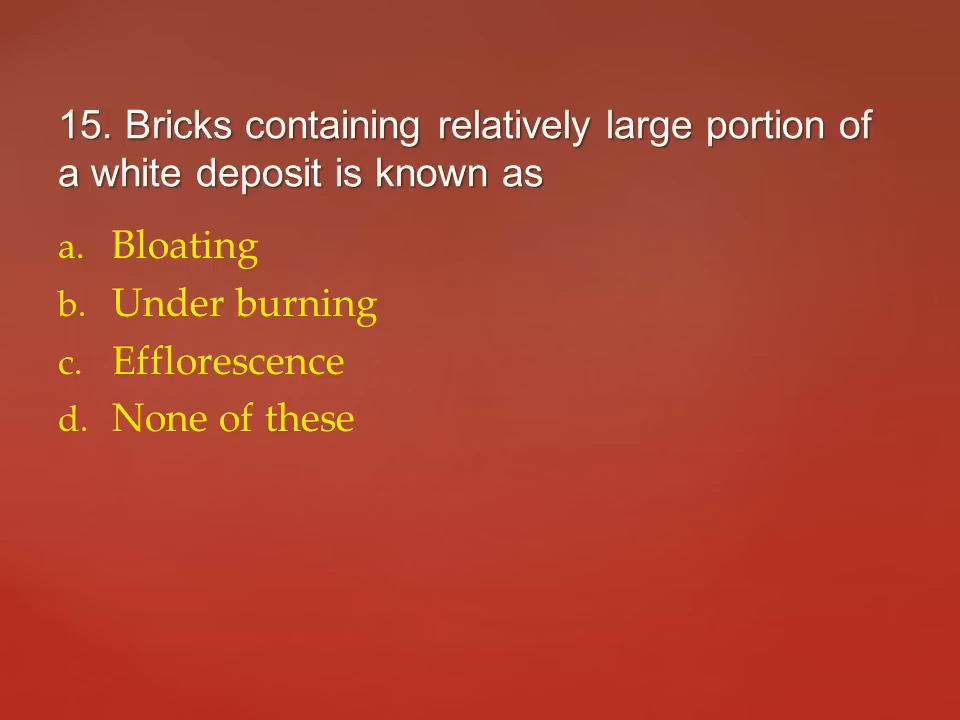 15. Bricks containing relatively large portion of
a white deposit is known as
a. Bloating
b. Under burning
c. Efflorescence
d. None of these